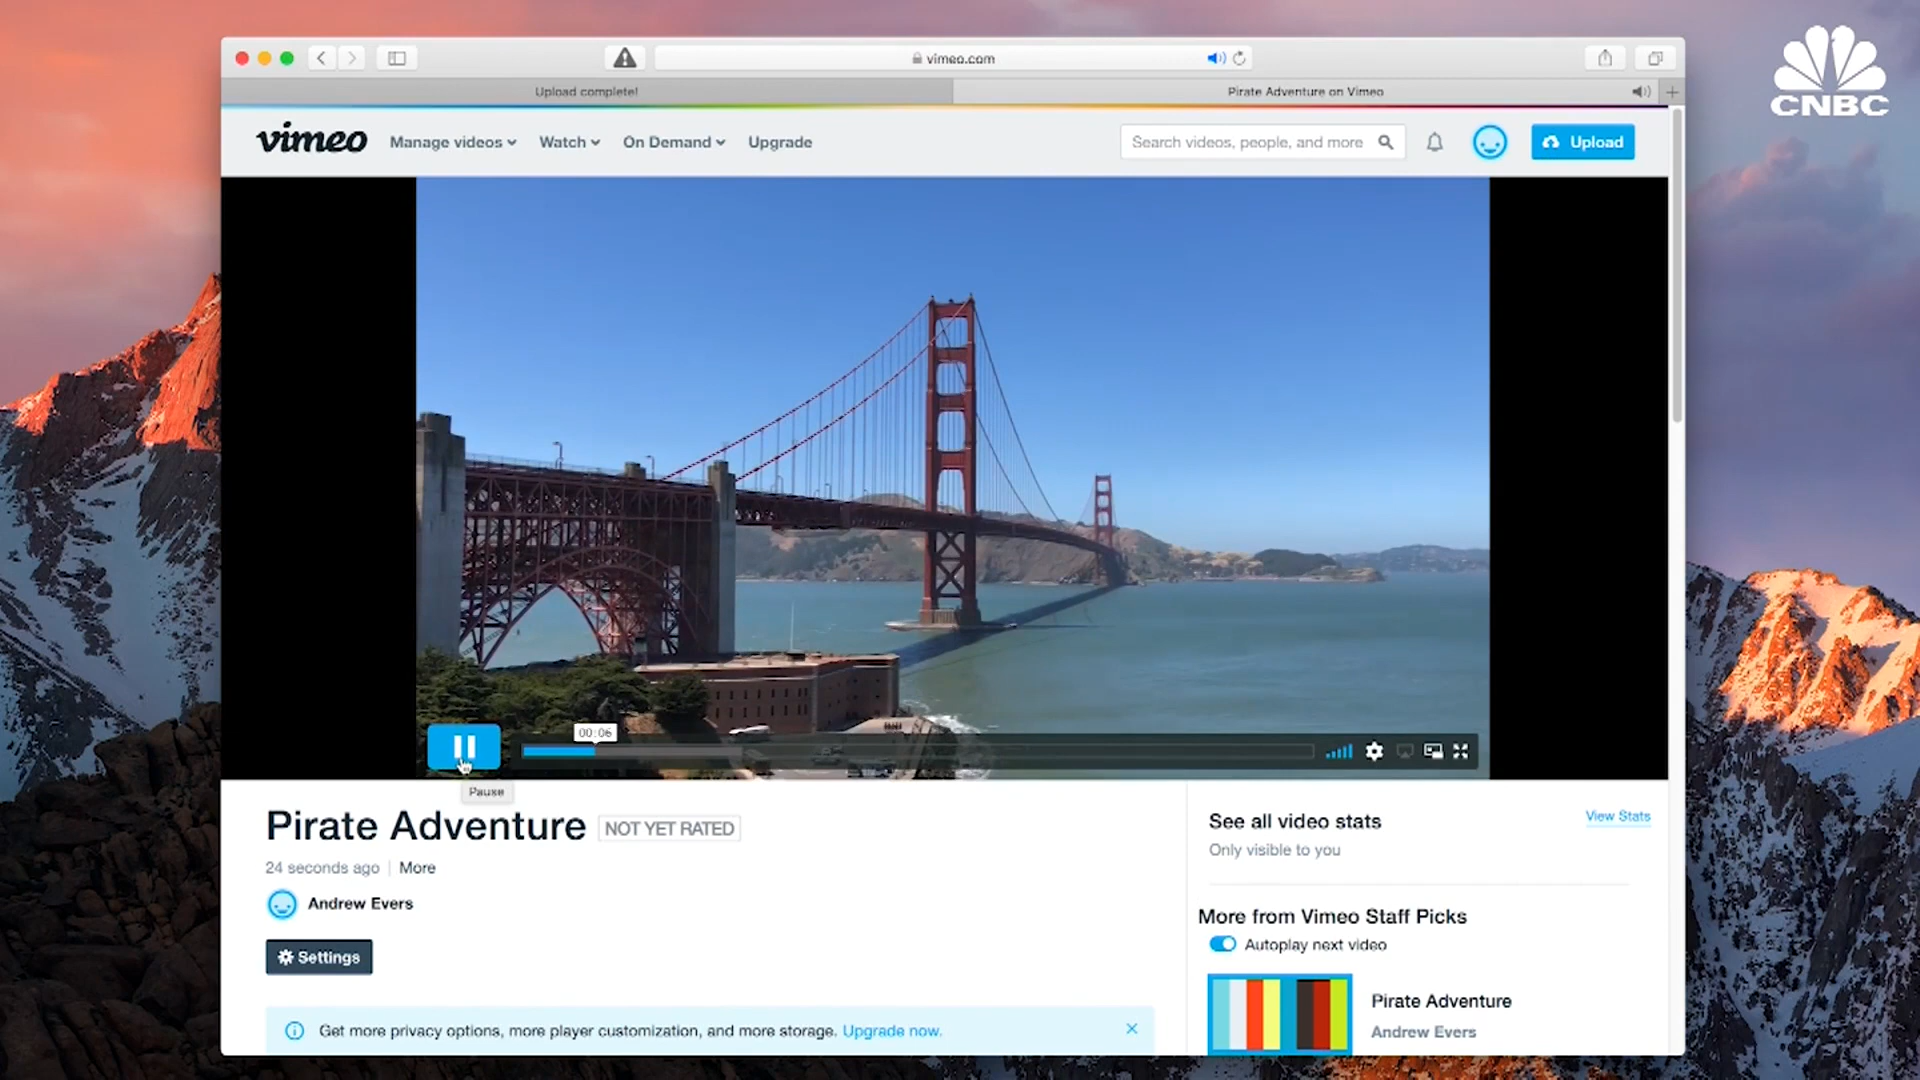 CNBC
vimeo.com
Upload complete!
Pirate Adventure on Vimeo
vimeo
Manage videos
Watch
On Demand
Upgrade
Search videos, people, and more
Upload
00:06
Pause
Pirate Adventure
NOT YET RATED
24 seconds ago
More
Andrew Evers
Settings
Get more privacy options, more player customization, and more storage. Upgrade now.
See all video stats
View Stats
Only visible to you
More from Vimeo Staff Picks
Autoplay next video
Pirate Adventure
Andrew Evers